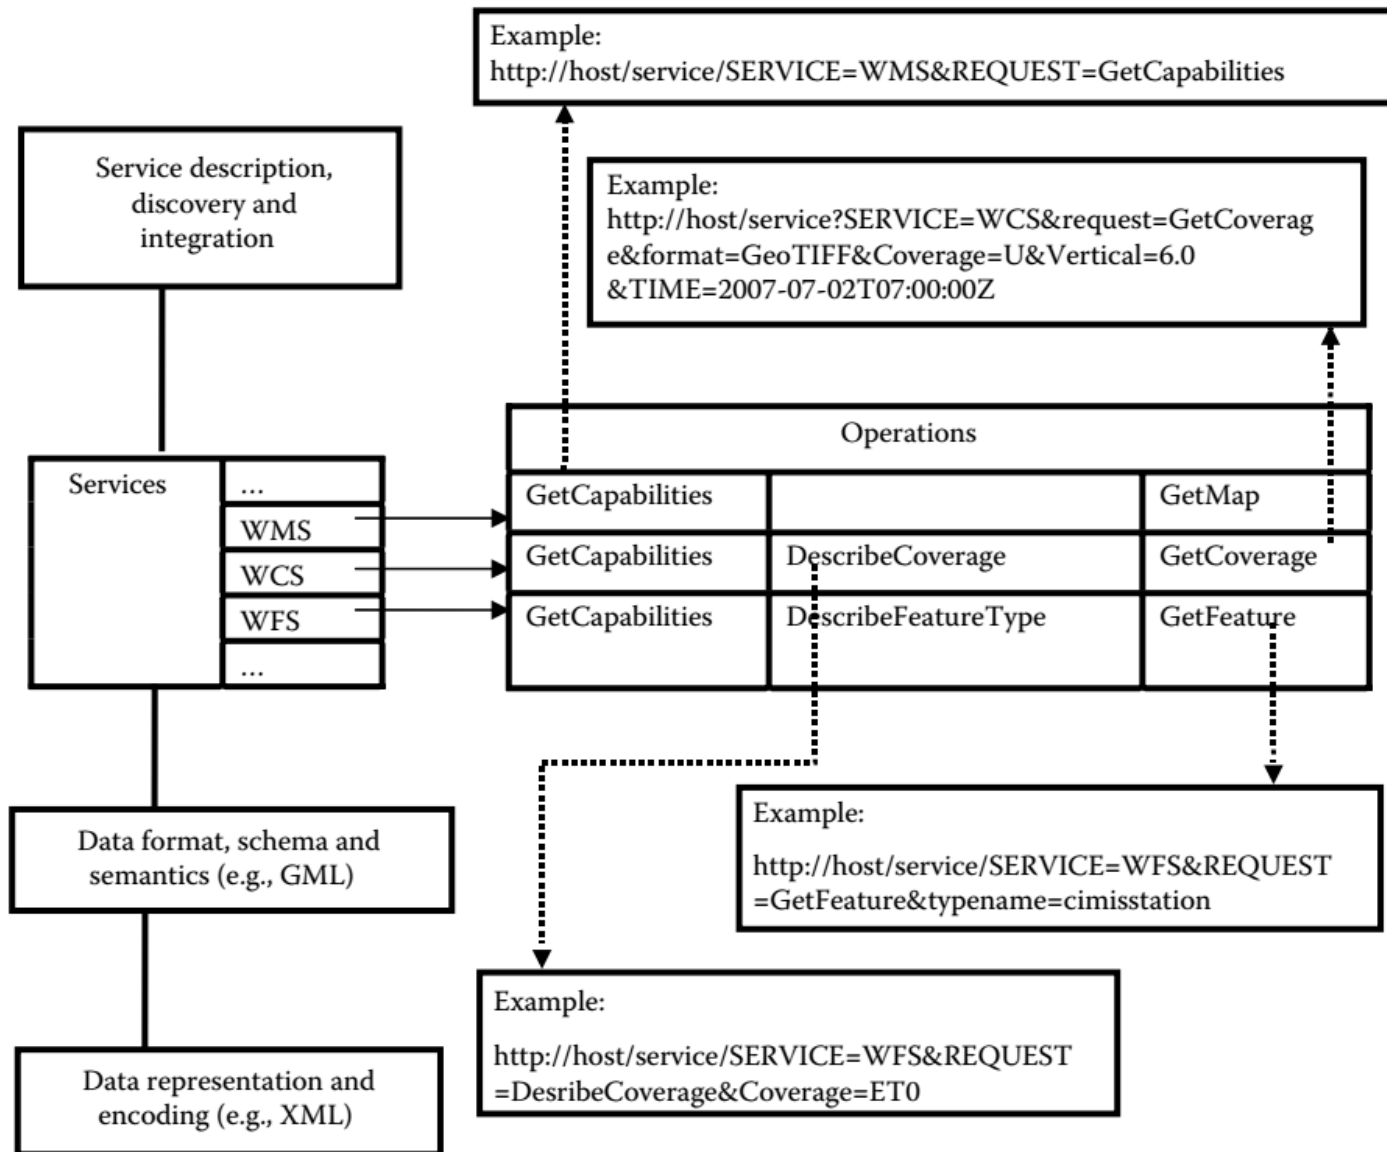 Example:
http://host/service/SERVICE=WMS&REQUEST=GetCapabilities
Service description,
discovery and
integration
Example:
http://host/service?SERVICE=WCS&request=GetCoverag
e&format=GeoTIFF&Coverage=U&Vertical=6.0
&TIME=2007-07-02T07:00:00Z
Operations
Services
...
WMS
WCS
WFS
...
GetCapabilities
GetMap
GetCapabilities
DescribeCoverage
GetCoverage
GetCapabilities
DescribeFeatureType
GetFeature
Data format, schema and
semantics (e.g., GML)
Example:
http://host/service/SERVICE=WFS&REQUEST
=GetFeature&typename=cimisstation
Example:
http://host/service/SERVICE=WFS&REQUEST
=DesribeCoverage&Coverage=ET0
Data representation and
encoding (e.g., XML)